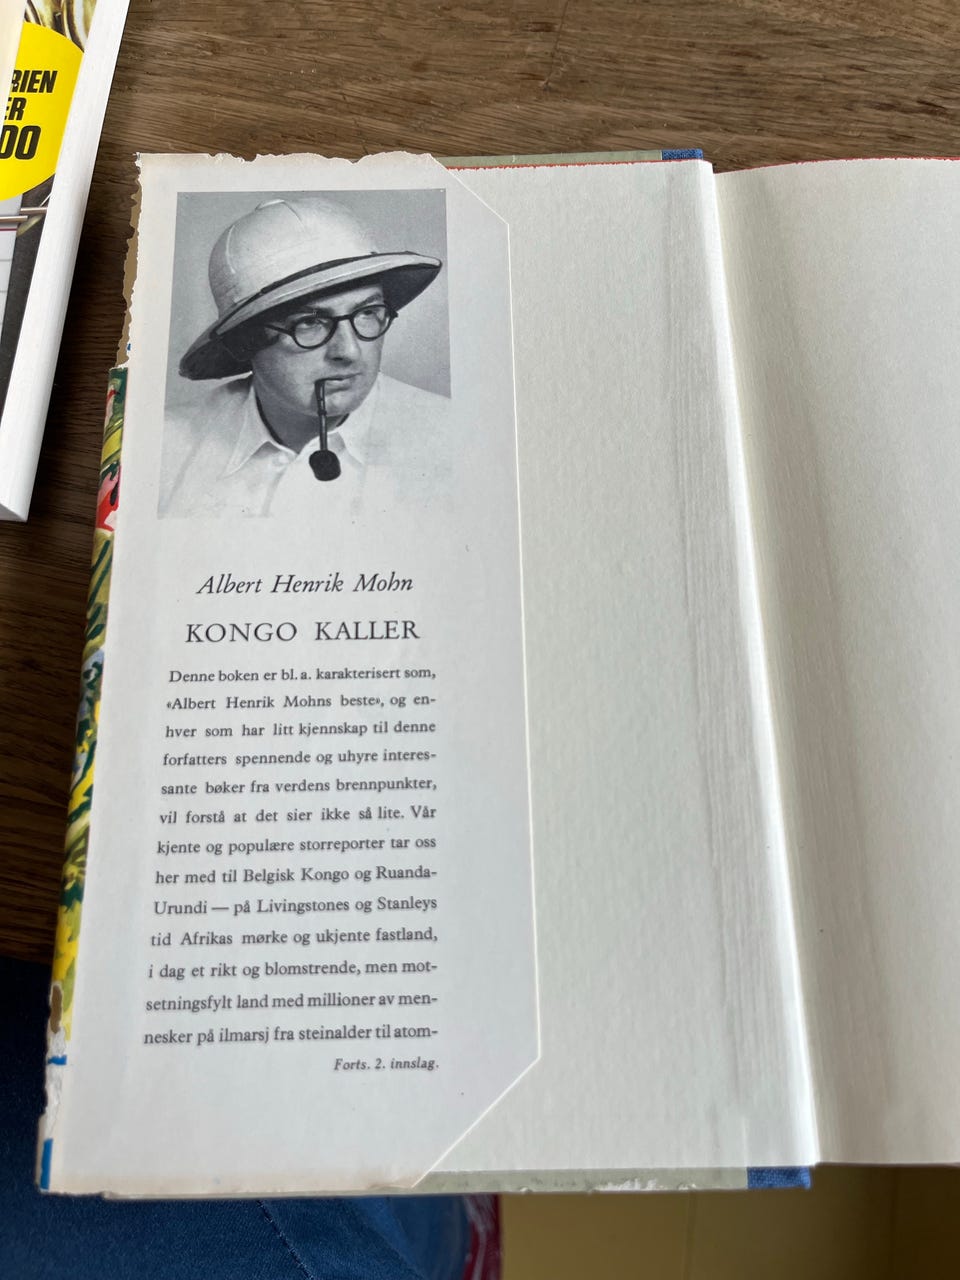 00
Albert Henrik Mohn
KONGO KALLER
Denne boken er bl. a. karakterisert som,
«Albert Henrik Mohns beste», og en-
hver som har litt kjennskap til denne
forfatters spennende og uhyre interes-
sante bøker fra verdens brennpunkter,
vil forstå at det sier ikke så lite. Vår
kjente og populære storreporter tar oss
her med til Belgisk Kongo og Ruanda-
Urundi — på Livingstones og Stanleys
tid Afrikas mørke og ukjente fastland,
i dag et rikt og blomstrende, men mot-
setningsfylt land med millioner av men-
nesker på ilmarsj fra steinalder til atom-
Forts. 2. innslag.